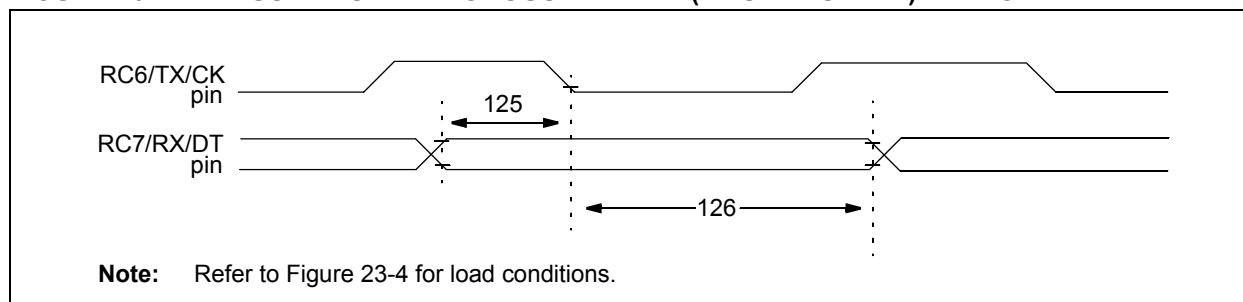 RC6/TX/CK
pin
125
RC7/RX/DT
pin
126
Note: Refer to Figure 23-4 for load conditions.